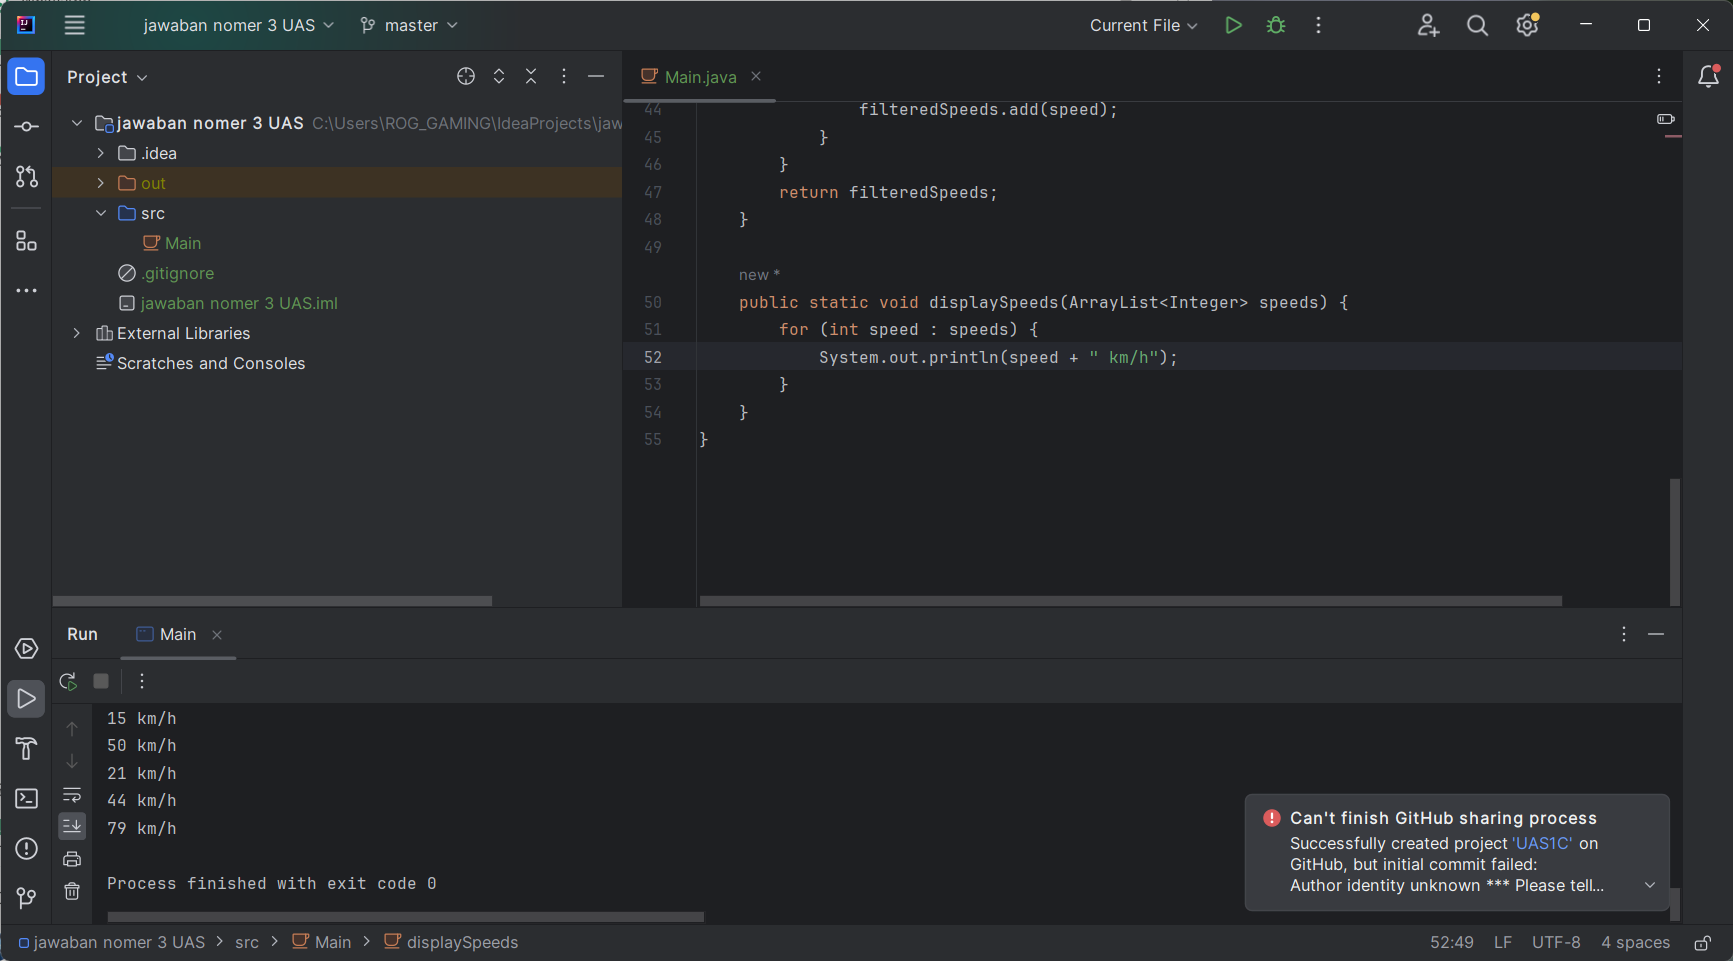 jawaban nomer 3 UAS
master
Current File
Project
Main.java
jawaban nomer 3 UAS C:\Users\ROG_GAMING\IdeaProjects\jaw
.idea
out
src
Main
.gitignore
jawaban nomer 3 UAS.iml
External Libraries
Scratches and Consoles
44 filteredSpeeds.add(speed);
45 }
46 }
47 return filteredSpeeds;
48 }
49
new *
50 public static void displaySpeeds(ArrayList<Integer> speeds) {
51 for (int speed : speeds) {
52 System.out.println(speed + " km/h");
53 }
54 }
55 }
Run Main
15 km/h
50 km/h
21 km/h
44 km/h
79 km/h
Process finished with exit code 0
Can't finish GitHub sharing process
Successfully created project 'UAS1C' on
GitHub, but initial commit failed:
Author identity unknown *** Please tell...
jawaban nomer 3 UAS > src > Main > displaySpeeds
52:49 LF UTF-8 4 spaces